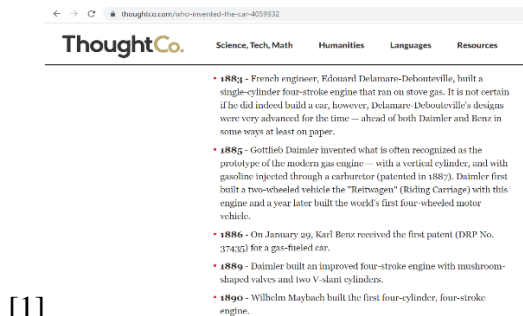 thoughtco.com/who-invented-the-car-4059932
ThoughtCo.
Science, Tech, Math Humanities Languages Resources
• 1883 - French engineer, Edouard Delamare-Debouteville, built a
single-cylinder four-stroke engine that ran on stove gas. It is not certain
if he did indeed build a car, however, Delamare-Debouteville's designs
were very advanced for the time — ahead of both Daimler and Benz in
some ways at least on paper.
• 1885 - Gottlieb Daimler invented what is often recognized as the
prototype of the modern gas engine — with a vertical cylinder, and with
gasoline injected through a carburetor (patented in 1887). Daimler first
built a two-wheeled vehicle the "Reitwagen" (Riding Carriage) with this
engine and a year later built the world's first four-wheeled motor
vehicle.
• 1886 - On January 29, Karl Benz received the first patent (DRP No.
37435) for a gas-fueled car.
• 1889 - Daimler built an improved four-stroke engine with mushroom-
shaped valves and two V-slant cylinders.
• 1890 - Wilhelm Maybach built the first four-cylinder, four-stroke
engine.
[1]